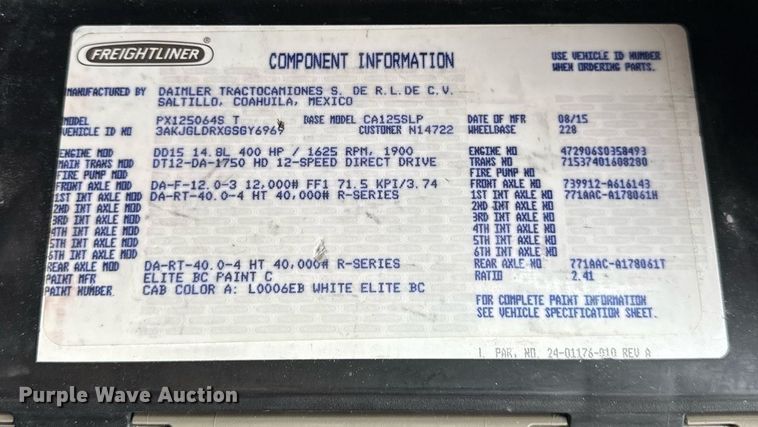 FREIGHTLINER®
COMPONENT INFORMATION
USE VEHICLE ID NUMBER
WHEN ORDERING PARTS.
MANUFACTURED BY DAIMLER TRACTOCAMIONES S. DE R.L.DE C.V.
SALTILLO, COAHUILA, MEXICO
MODEL PX125064S T BASE MODEL CA125SLP DATE OF MFR 08/15
VEHICLE ID NO 3AKJGLDRXGSGY6969 CUSTOMER N14722 WHEELBASE 228
ENGINE MOD DD15 14.8L 400 HP / 1625 RPM, 1900 ENGINE NO 472906S0358493
MAIN TRANS MOD DT12-DA-1750 HD 12-SPEED DIRECT DRIVE TRANS NO 71537401608280
FIRE PUMP MOD FIRE PUMP NO
FRONT AXLE MOD DA-F-12.0-3 12,000# FF1 71.5 KPI/3.74 FRONT AXLE NO 739912-A616143
1ST INT AXLE MOD DA-RT-40.0-4 HT 40,000# R-SERIES 1ST INT AXLE NO 771AAC-A178061H
2ND INT AXLE MOD 2ND INT AXLE NO
3RD INT AXLE MOD 3RD INT AXLE NO
4TH INT AXLE MOD 4TH INT AXLE NO
5TH INT AXLE MOD 5TH INT AXLE NO
6TH INT AXLE MOD 6TH INT AXLE NO
REAR AXLE MOD DA-RT-40.0-4 HT 40,000# R-SERIES REAR AXLE NO 771AAC-A178061T
PAINT MFR ELITE BC PAINT C RATIO 2.41
PAINT NUMBER CAB COLOR A: L0006EB WHITE ELITE BC
FOR COMPLETE PAINT INFORMATION
SEE VEHICLE SPECIFICATION SHEET.
PAR. NO. 24-01176-010 REV A
Purple Wave Auction